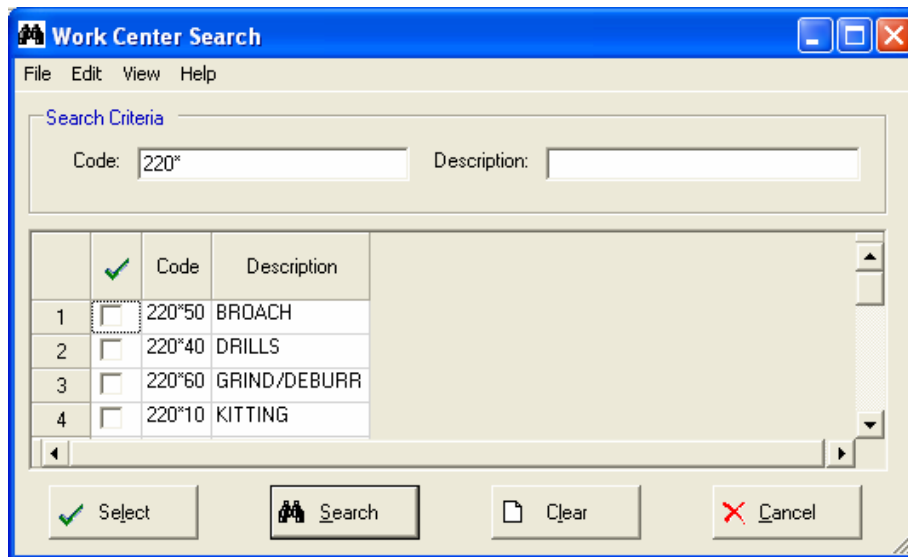 Work Center Search
File Edit View Help
Search Criteria
Code: 220* Description:
Code Description
1 220*50 BROACH
2 220*40 DRILLS
3 220*60 GRIND/DEBURR
4 220*10 KITTING
Select Search Clear Cancel